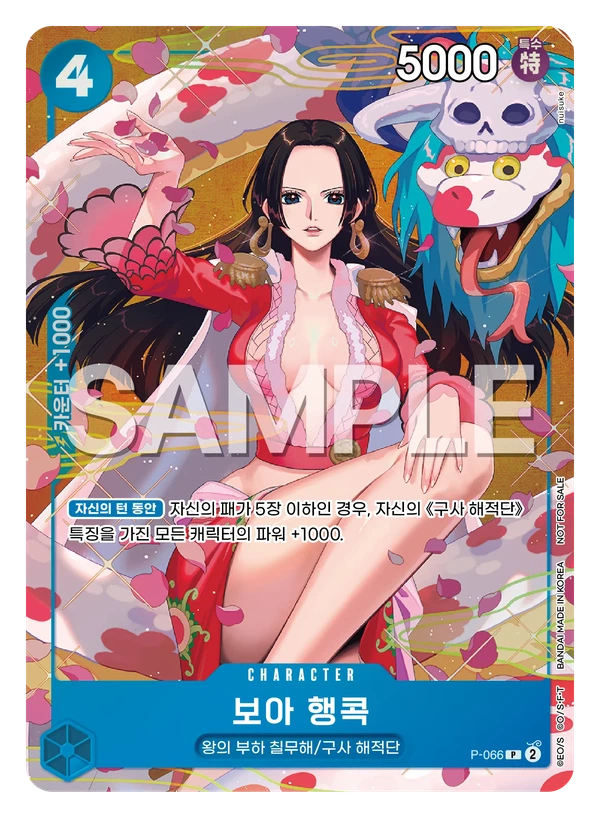 4
5000
특수
特
nuisuke
카운터 +1000
SAMPLE
자신의 턴 동안 자신의 패가 5장 이하인 경우, 자신의 《구사 해적단》
특징을 가진 모든 캐릭터의 파워 +1000.
CHARACTER
보아 행콕
왕의 부하 칠무해/구사 해적단
P-066 P 2
©E.O/S ©O/S·F·T BANDAI MADE IN KOREA NOT FOR SALE